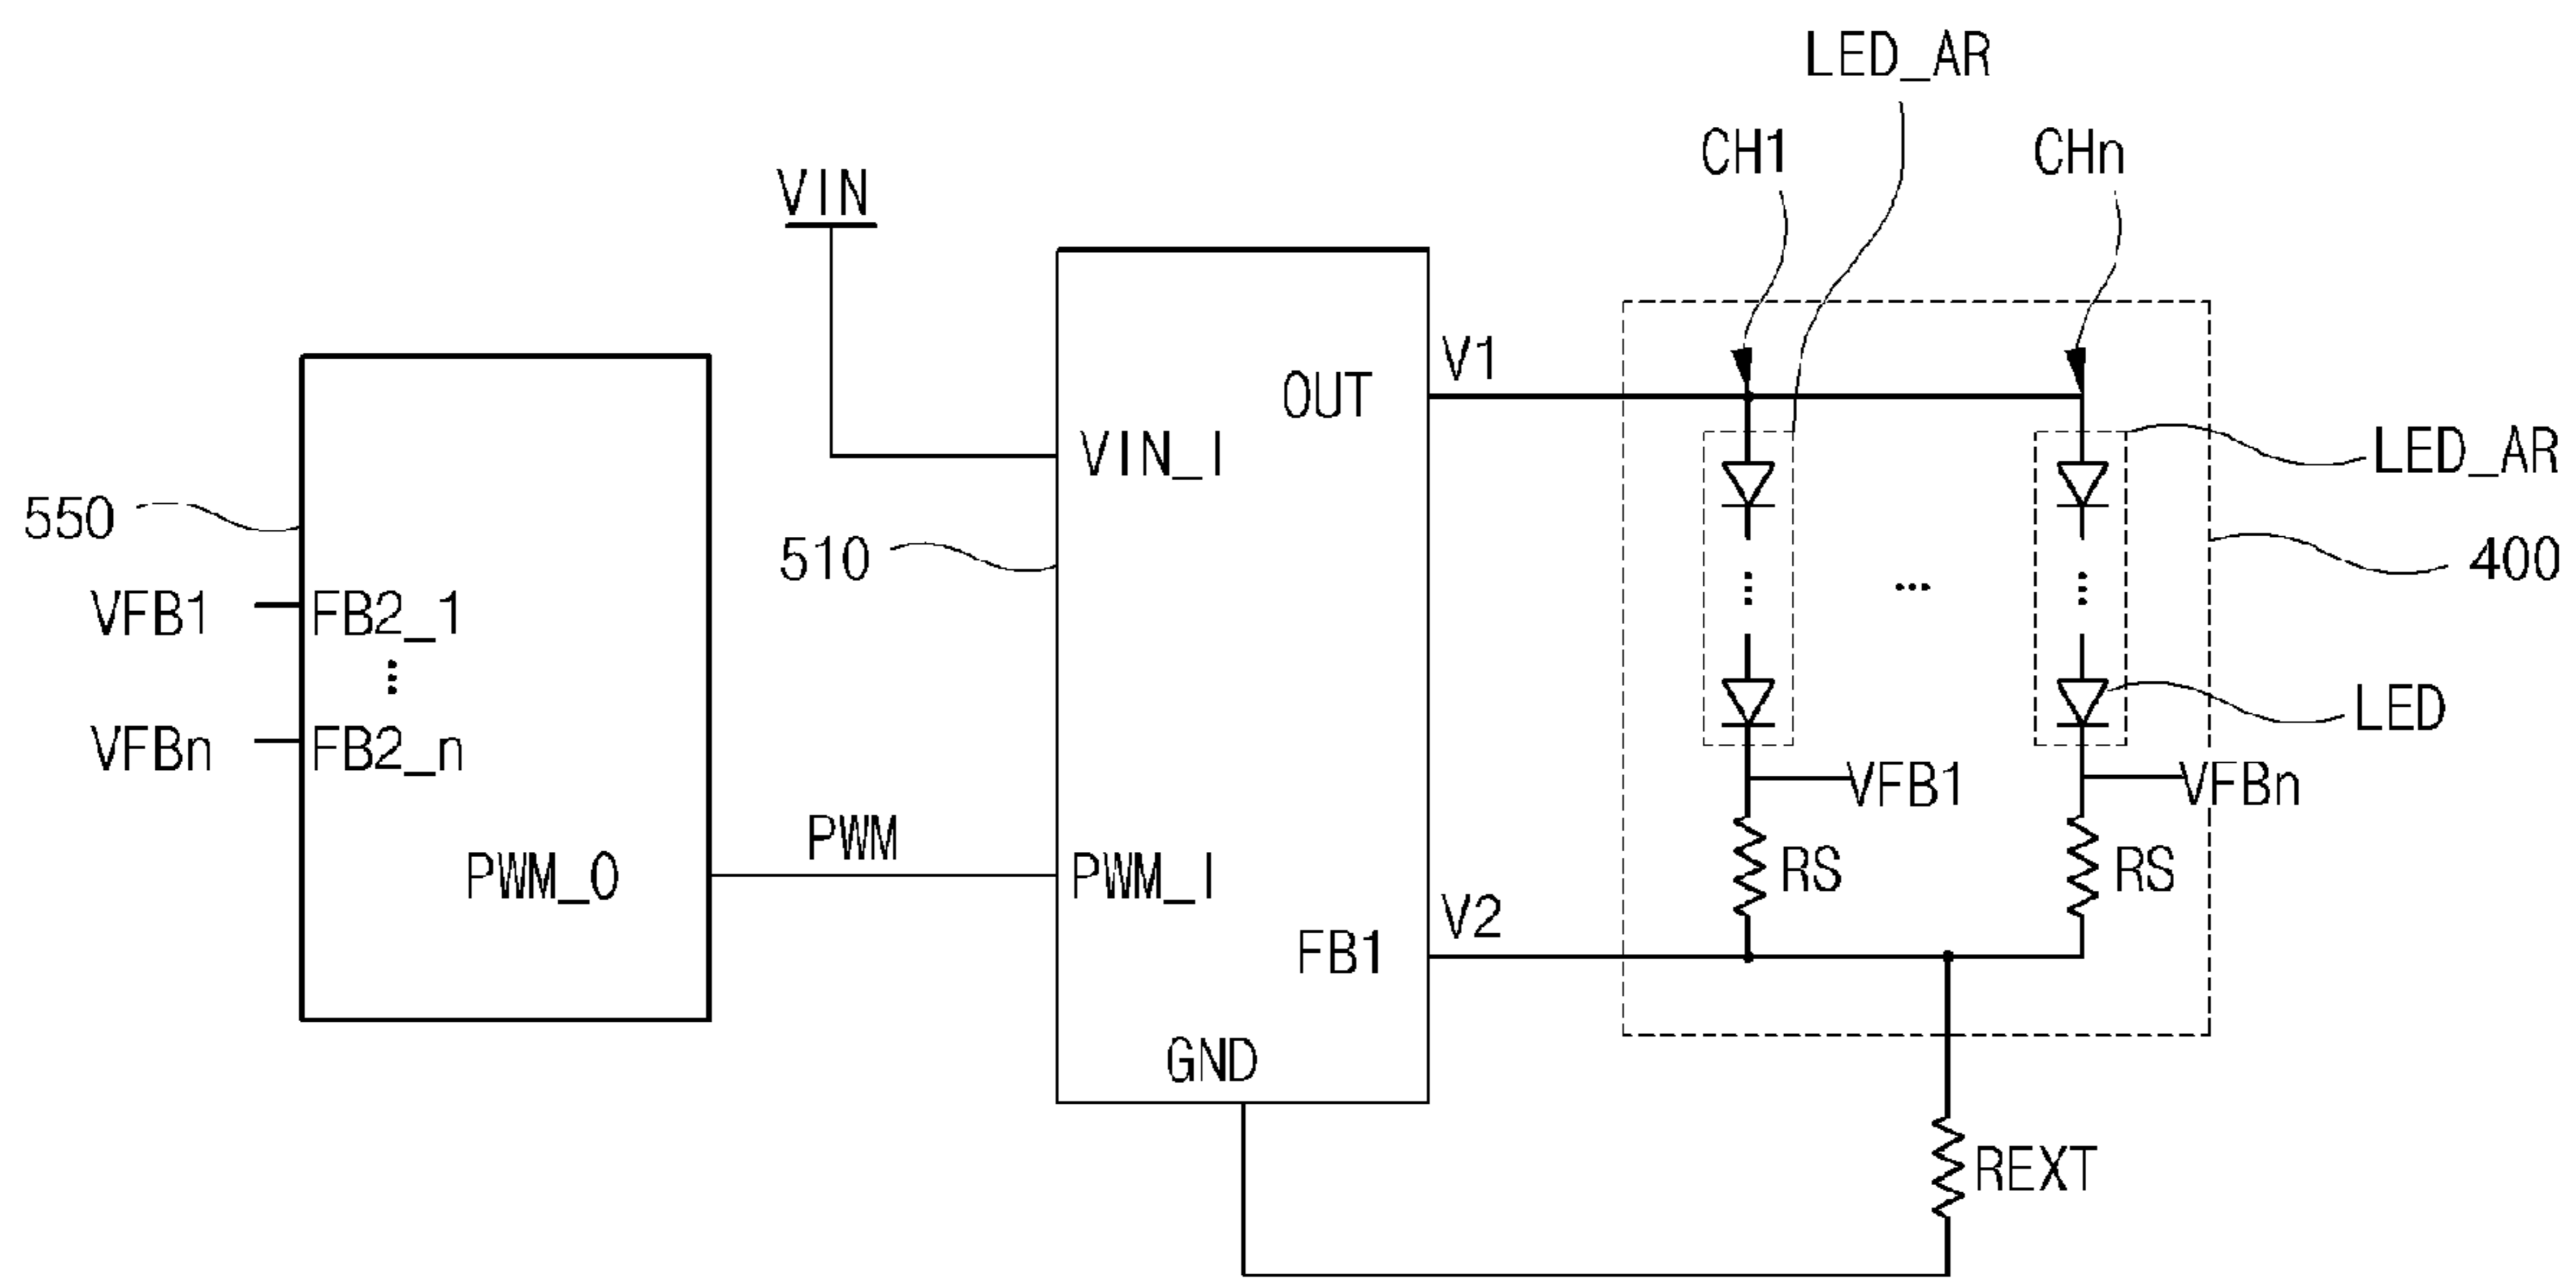 LED_AR
CH1
CHn
VIN
V1
OUT
VIN_I
LED_AR
550
510
400
VFB1
FB2_1
VFBn
FB2_n
LED
VFB1
VFBn
PWM
PWM_O
PWM_I
RS
RS
V2
FB1
GND
REXT